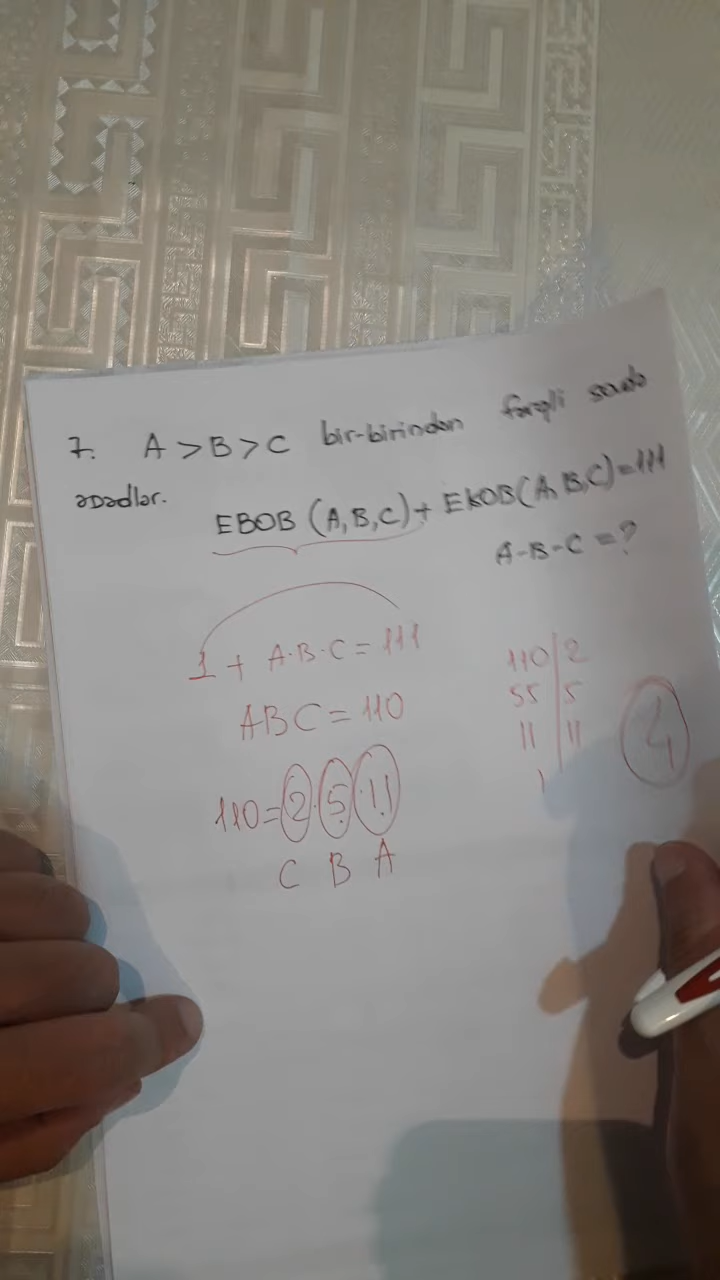 7. A > B > C bir-birindən fərqli sadə
ədədlər.
EBOB (A, B, C) + EKOB (A, B, C) = 111
A - B - C = ?
1 + A·B·C = 111
ABC = 110
110 = 2·5·11
C B A
110 | 2
55 | 5
11 | 11
1
4